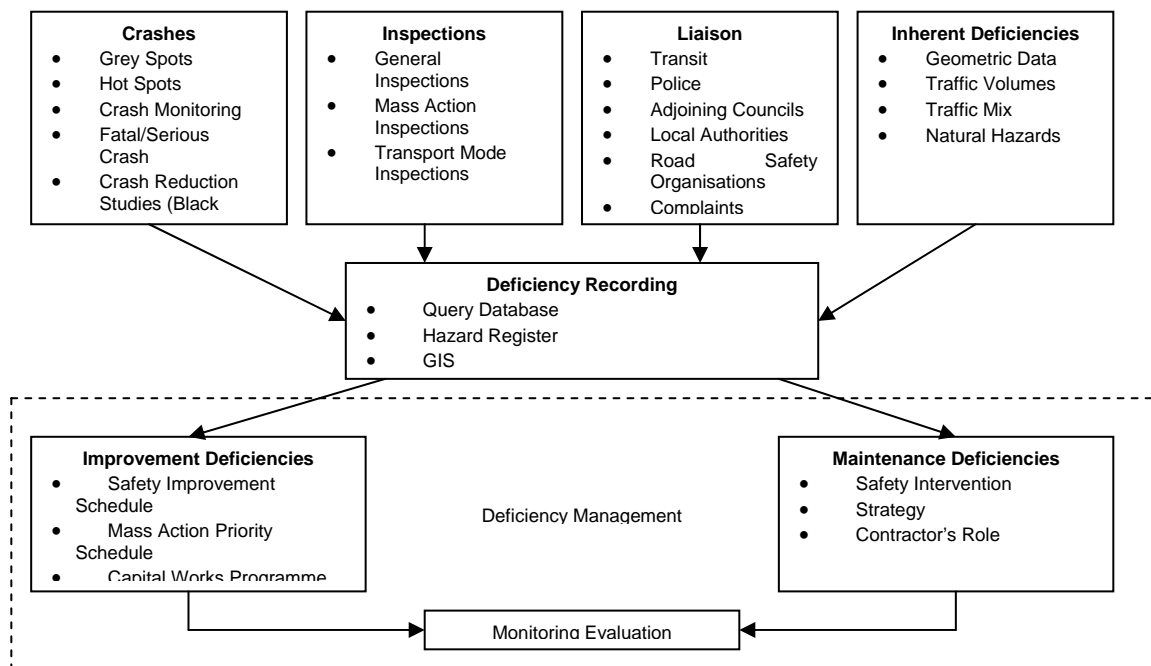 Crashes
• Grey Spots
• Hot Spots
• Crash Monitoring
• Fatal/Serious
Crash
• Crash Reduction
Studies (Black
Inspections
• General
Inspections
• Mass Action
Inspections
• Transport Mode
Inspections
Liaison
• Transit
• Police
• Adjoining Councils
• Local Authorities
• Road Safety
Organisations
• Complaints
Inherent Deficiencies
• Geometric Data
• Traffic Volumes
• Traffic Mix
• Natural Hazards
Deficiency Recording
• Query Database
• Hazard Register
• GIS
Improvement Deficiencies
• Safety Improvement
Schedule
• Mass Action Priority
Schedule
• Capital Works Programme
Deficiency Management
Maintenance Deficiencies
• Safety Intervention
• Strategy
• Contractor's Role
Monitoring Evaluation